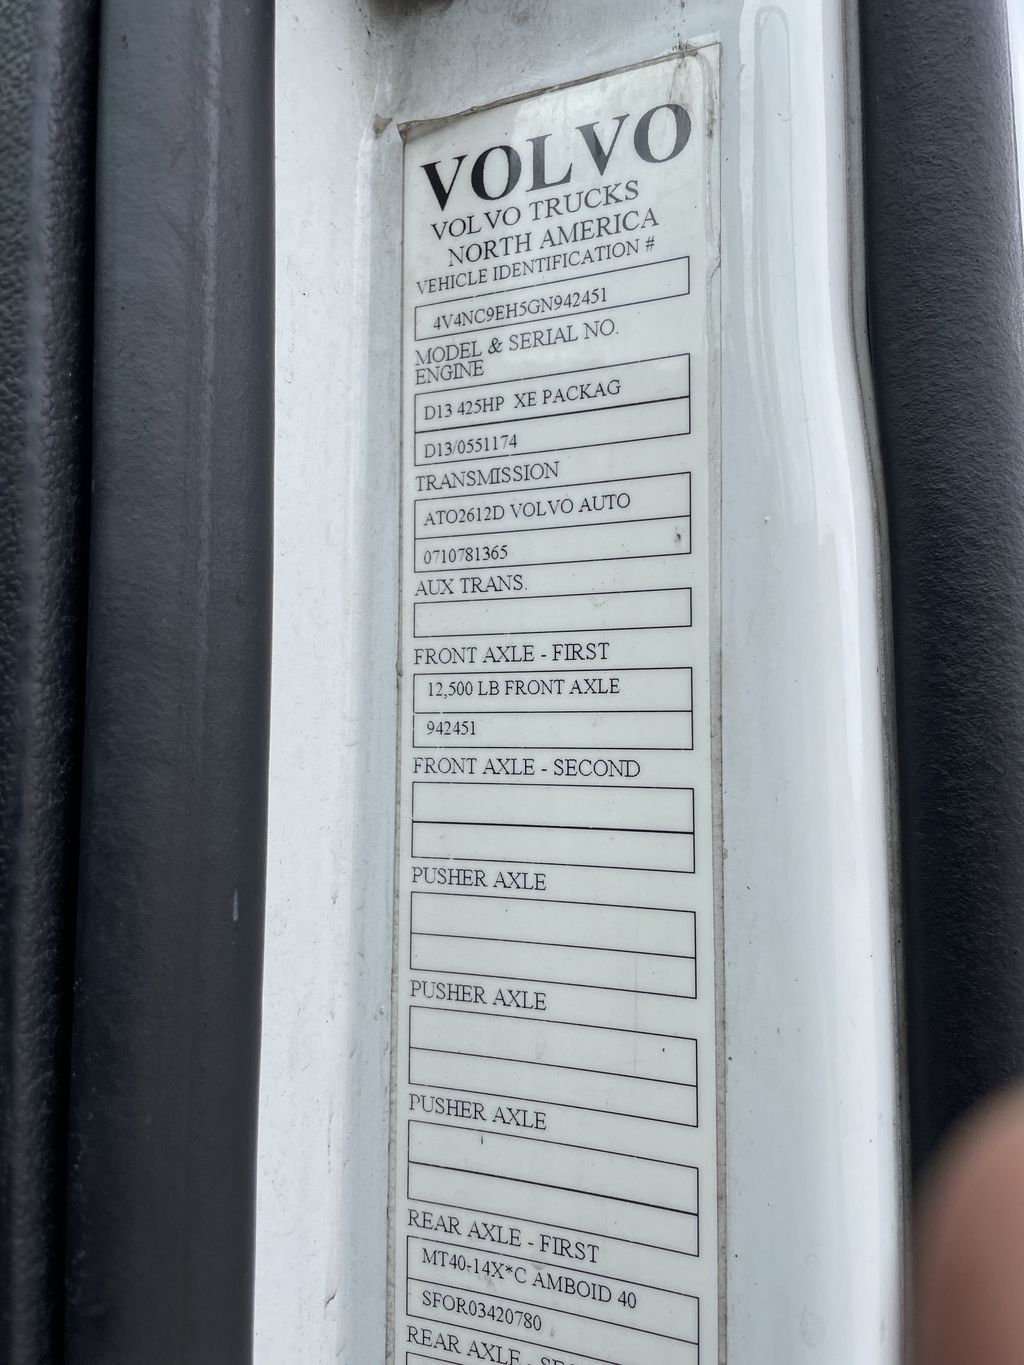 VOLVO
VOLVO TRUCKS
NORTH AMERICA
VEHICLE IDENTIFICATION #
4V4NC9EH5GN942451
MODEL & SERIAL NO.
ENGINE
D13 425HP XE PACKAG
D13/0551174
TRANSMISSION
ATO2612D VOLVO AUTO
0710781365
AUX TRANS.
FRONT AXLE - FIRST
12,500 LB FRONT AXLE
942451
FRONT AXLE - SECOND
PUSHER AXLE
PUSHER AXLE
PUSHER AXLE
REAR AXLE - FIRST
MT40-14X*C AMBOID 40
SFOR03420780
REAR AXLE -